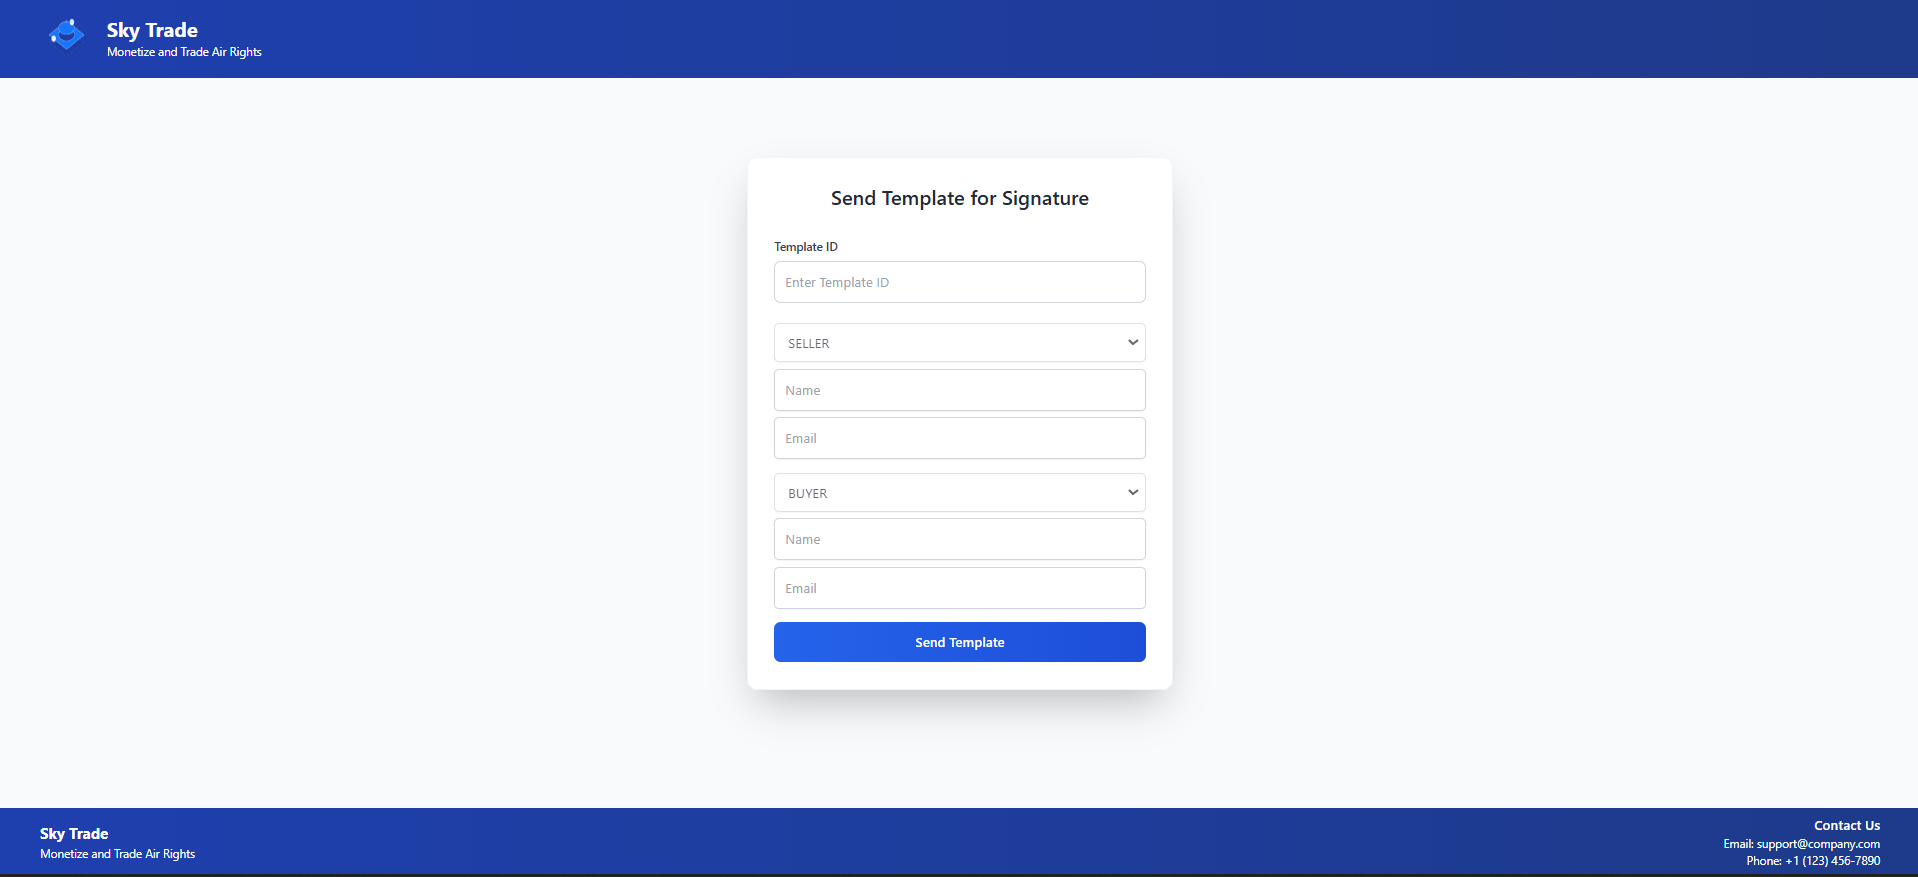 Sky Trade
Monetize and Trade Air Rights
Send Template for Signature
Template ID
Enter Template ID
SELLER
Name
Email
BUYER
Name
Email
Send Template
Sky Trade
Monetize and Trade Air Rights
Contact Us
Email: support@company.com
Phone: +1 (123) 456-7890